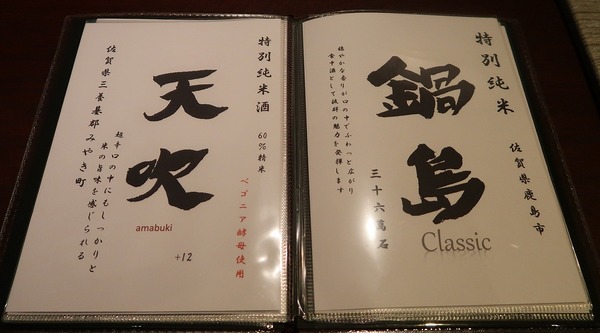 特別純米
佐賀県鹿島市
鍋島
Classic
三十六萬石
穏やかな香りが口の中でふわっと広がり
食中酒として抜群の魅力を発揮します
特別純米酒
60%精米
ベゴニア酵母使用
天吹
amabuki
+12
超辛口の中にもしっかりと
米の旨味を感じられる
佐賀県三養基郡みやき町